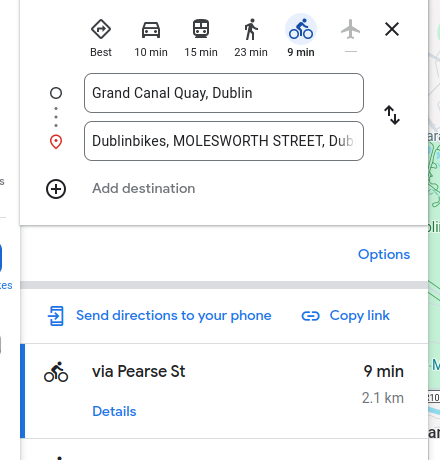 Best
10 min
15 min
23 min
9 min
Grand Canal Quay, Dublin
Dublinbikes, MOLESWORTH STREET, Dub
Add destination
Options
Send directions to your phone
Copy link
via Pearse St
9 min
2.1 km
Details